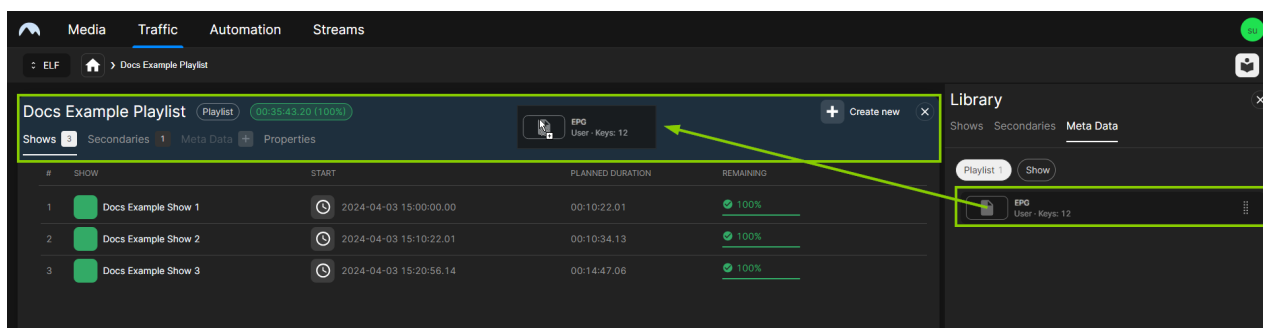 Media Traffic Automation Streams
su
ELF Docs Example Playlist
Docs Example Playlist Playlist 00:35:43.20 (100%) Create new
Shows 3 Secondaries 1 Meta Data + Properties
EPG
User - Keys: 12
# SHOW START PLANNED DURATION REMAINING
1 Docs Example Show 1 2024-04-03 15:00:00.00 00:10:22.01 100%
2 Docs Example Show 2 2024-04-03 15:10:22.01 00:10:34.13 100%
3 Docs Example Show 3 2024-04-03 15:20:56.14 00:14:47.06 100%
Library
Shows Secondaries Meta Data
Playlist 1 Show
EPG
User - Keys: 12